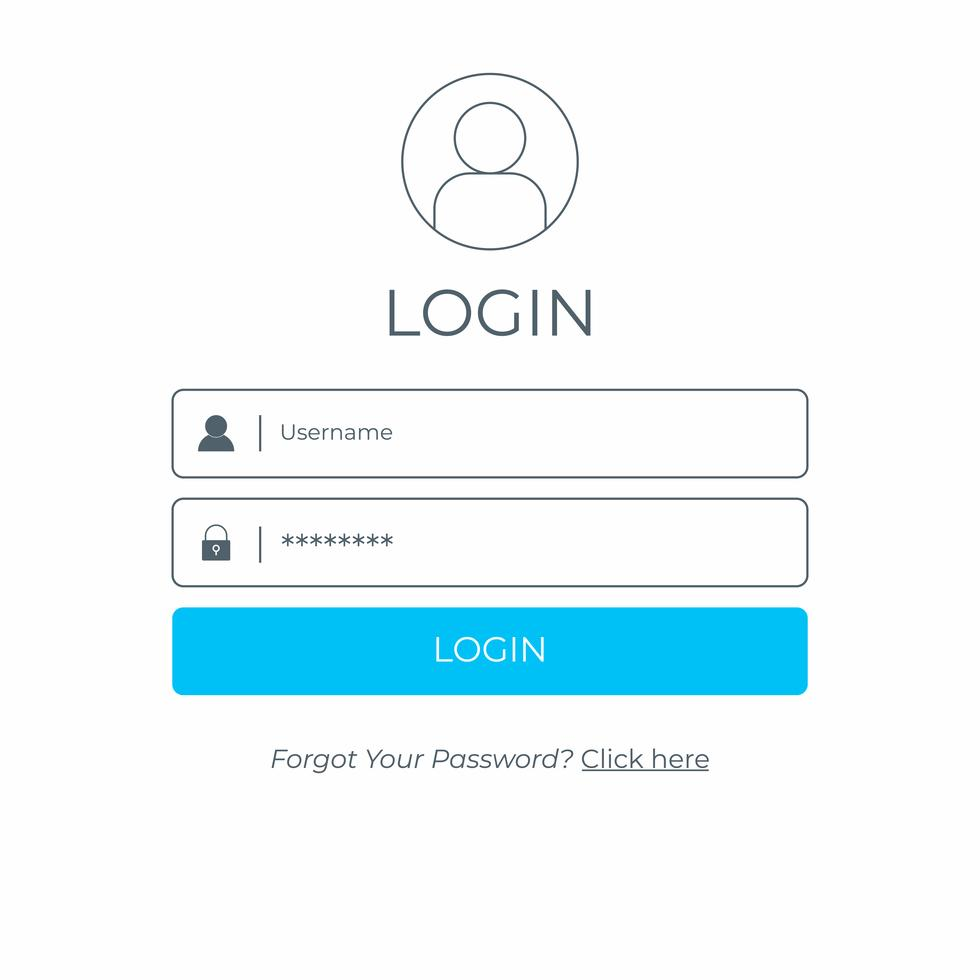 LOGIN
Username
********
LOGIN
Forgot Your Password? Click here